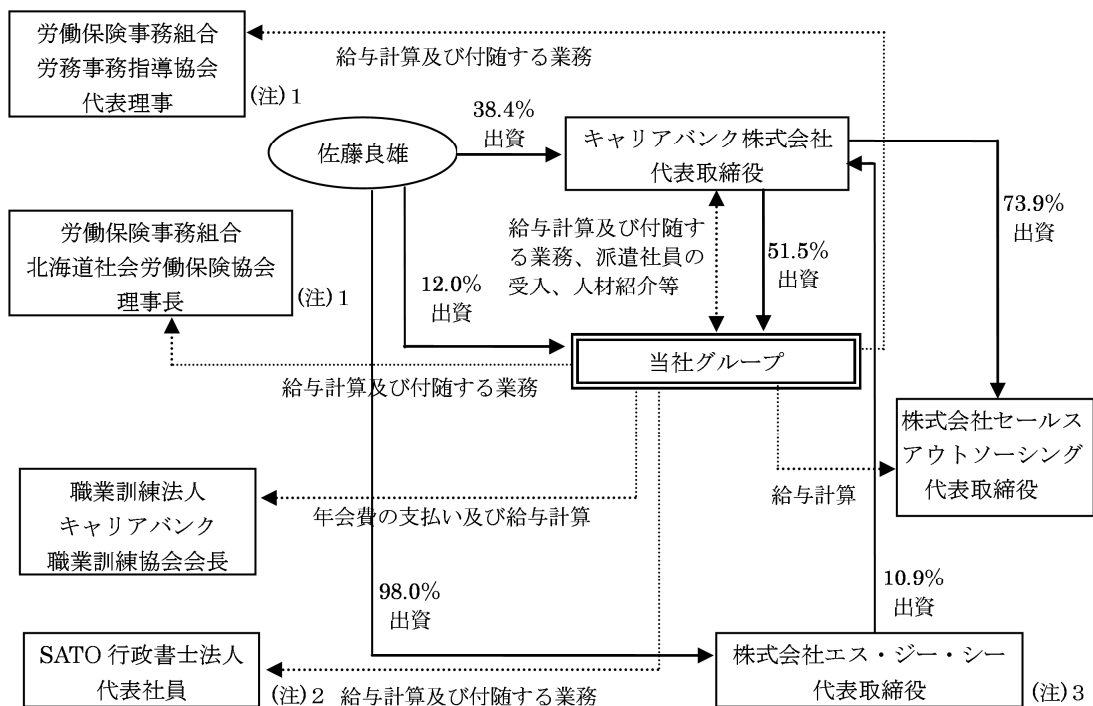 労働保険事務組合
労務事務指導協会
代表理事
(注)1
給与計算及び付随する業務
佐藤良雄
38.4%
出資
キャリアバンク株式会社
代表取締役
73.9%
出資
労働保険事務組合
北海道社会労働保険協会
理事長
(注)1
12.0%
出資
給与計算及び付随す
る業務、派遣社員の
受入、人材紹介等
51.5%
出資
当社グループ
給与計算及び付随する業務
株式会社セールス
アウトソーシング
代表取締役
給与計算
職業訓練法人
キャリアバンク
職業訓練協会会長
年会費の支払い及び給与計算
98.0%
出資
10.9%
出資
SATO 行政書士法人
代表社員
(注)2
給与計算及び付随する業務
株式会社エス・ジー・シー
代表取締役
(注)3